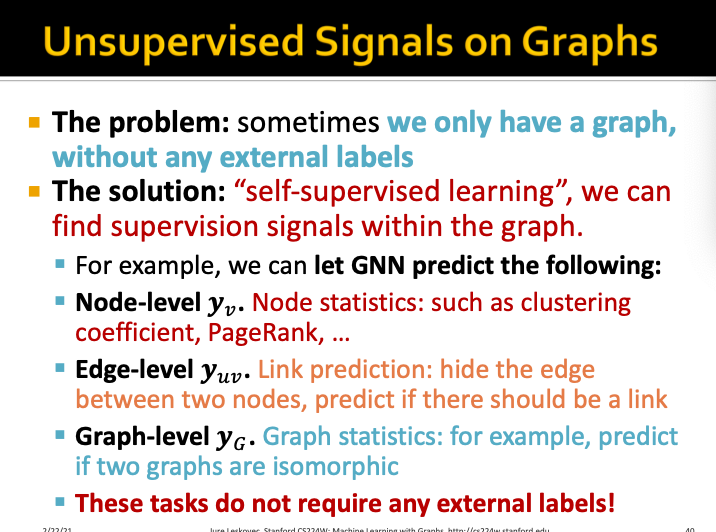 Unsupervised Signals on Graphs
The problem: sometimes we only have a graph,
without any external labels
The solution: “self-supervised learning”, we can
find supervision signals within the graph.
For example, we can let GNN predict the following:
Node-level 𝒚𝒗. Node statistics: such as clustering
coefficient, PageRank, …
Edge-level 𝒚𝒖𝒗. Link prediction: hide the edge
between two nodes, predict if there should be a link
Graph-level 𝒚𝑮. Graph statistics: for example, predict
if two graphs are isomorphic
These tasks do not require any external labels!
2/22/21 Jure Leskovec, Stanford CS224W: Machine Learning with Graphs, http://cs224w.stanford.edu 40